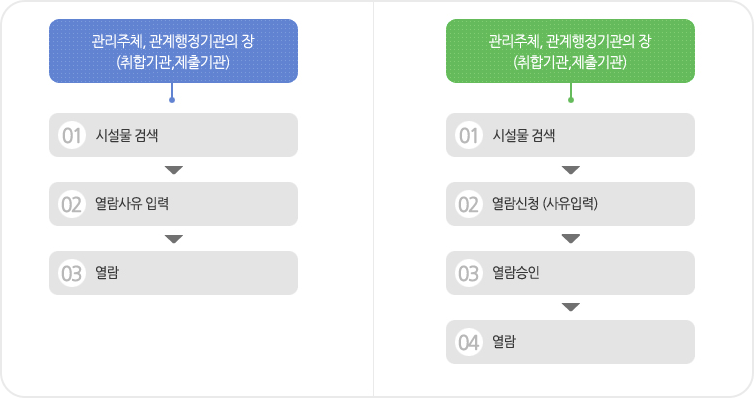 관리주체, 관계행정기관의 장
(취합기관,제출기관)
01 시설물 검색
02 열람사유 입력
03 열람
관리주체, 관계행정기관의 장
(취합기관,제출기관)
01 시설물 검색
02 열람신청 (사유입력)
03 열람승인
04 열람